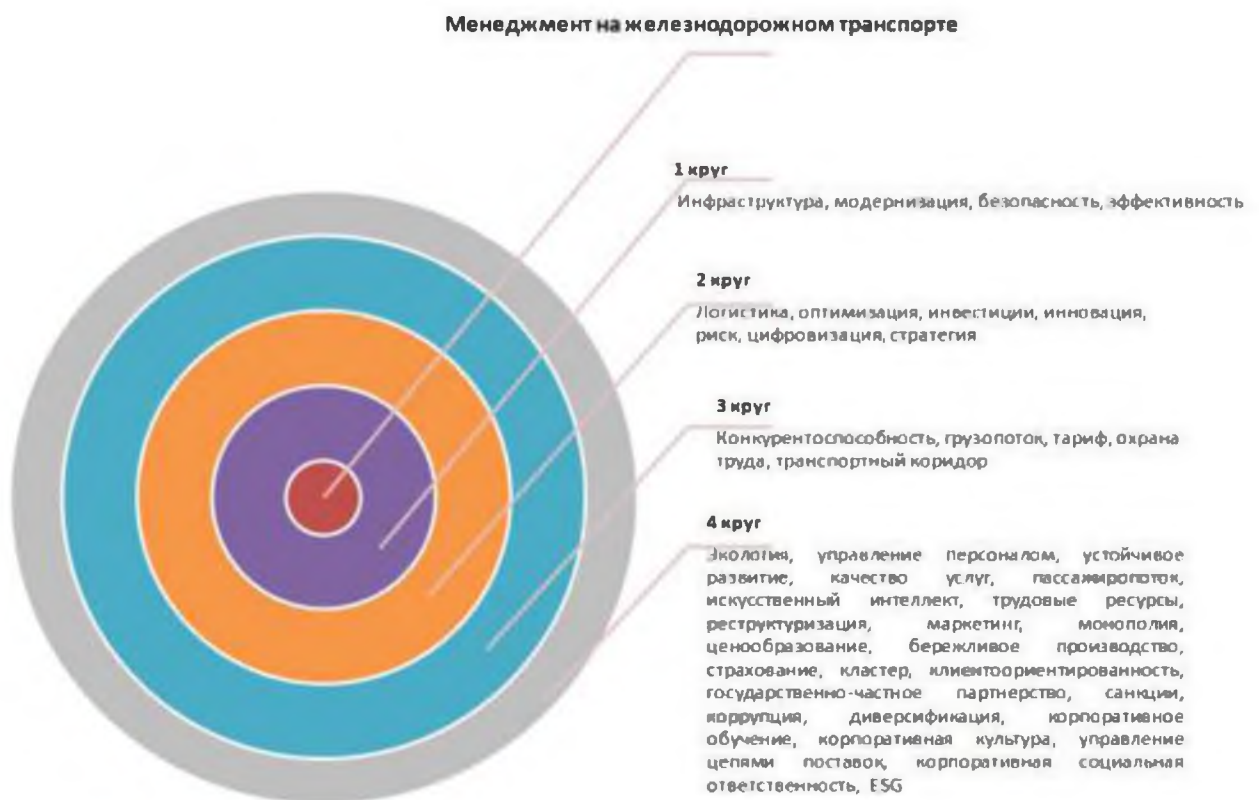 Менеджмент на железнодорожном транспорте
1 круг
Инфраструктура, модернизация, безопасность, эффективность
2 круг
Логистика, оптимизация, инвестиции, инновация,
риск, цифровизация, стратегия
3 круг
Конкурентоспособность, грузопоток, тариф, охрана
труда, транспортный коридор
4 круг
Экология, управление персоналом, устойчивое
развитие, качество услуг, пассажиропоток,
искусственный интеллект, трудовые ресурсы,
реструктуризация, маркетинг, монополия,
ценообразование, бережливое производство,
страхование, кластер, клиентоориентированность,
государственно-частное партнерство, санкции,
коррупция, диверсификация, корпоративное
обучение, корпоративная культура, управление
цепями поставок, корпоративная социальная
ответственность, ESG